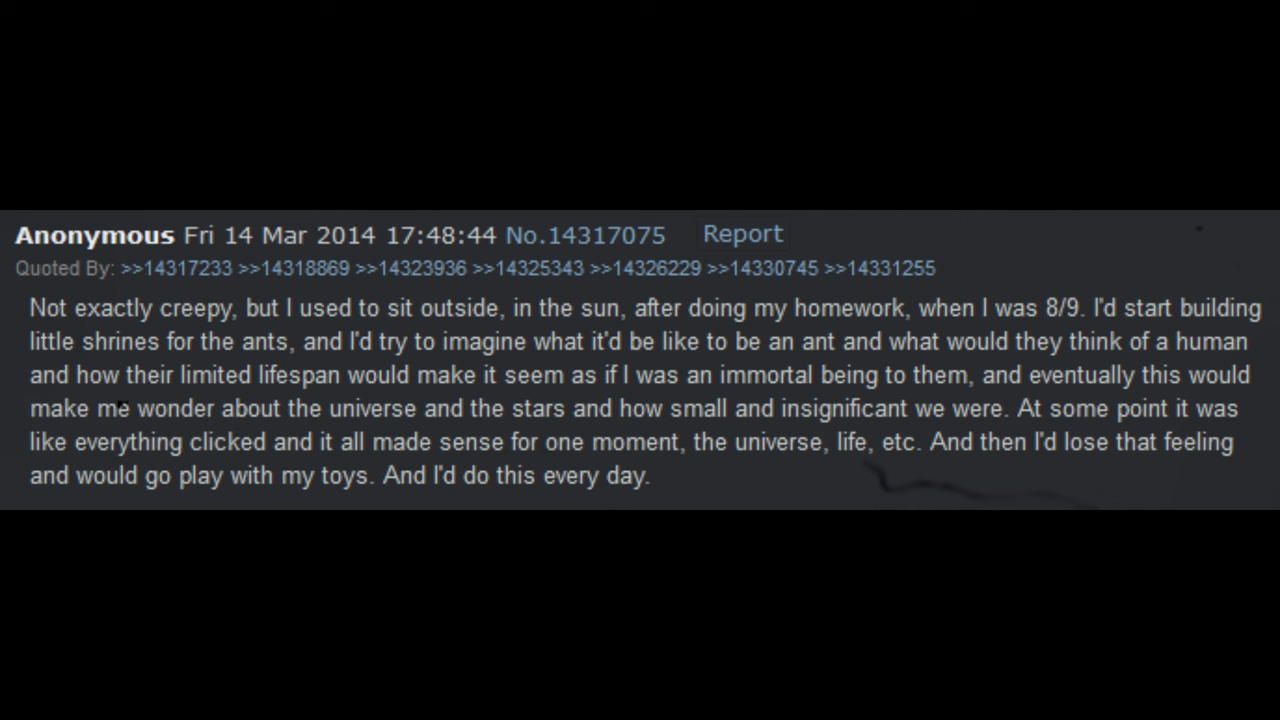 Anonymous Fri 14 Mar 2014 17:48:44 No.14317075 Report
Quoted By: >>14317233 >>14318869 >>14323936 >>14325343 >>14326229 >>14330745 >>14331255
Not exactly creepy, but I used to sit outside, in the sun, after doing my homework, when I was 8/9. I'd start building
little shrines for the ants, and I'd try to imagine what it'd be like to be an ant and what would they think of a human
and how their limited lifespan would make it seem as if I was an immortal being to them, and eventually this would
make me wonder about the universe and the stars and how small and insignificant we were. At some point it was
like everything clicked and it all made sense for one moment, the universe, life, etc. And then I'd lose that feeling
and would go play with my toys. And I'd do this every day.